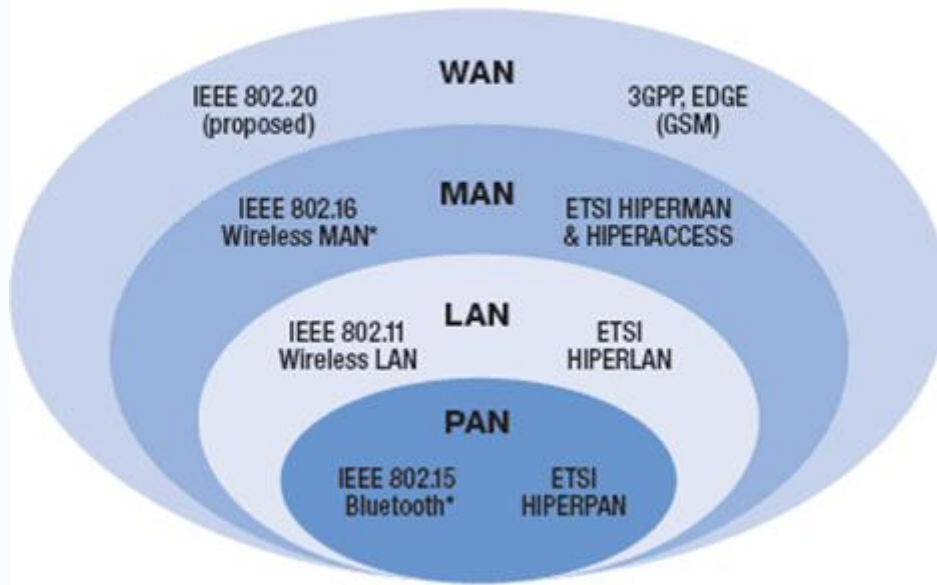 WAN
IEEE 802.20
(proposed)
3GPP, EDGE
(GSM)
MAN
IEEE 802.16
Wireless MAN*
ETSI HIPERMAN
& HIPERACCESS
LAN
IEEE 802.11
Wireless LAN
ETSI
HIPERLAN
PAN
IEEE 802.15
Bluetooth*
ETSI
HIPERPAN